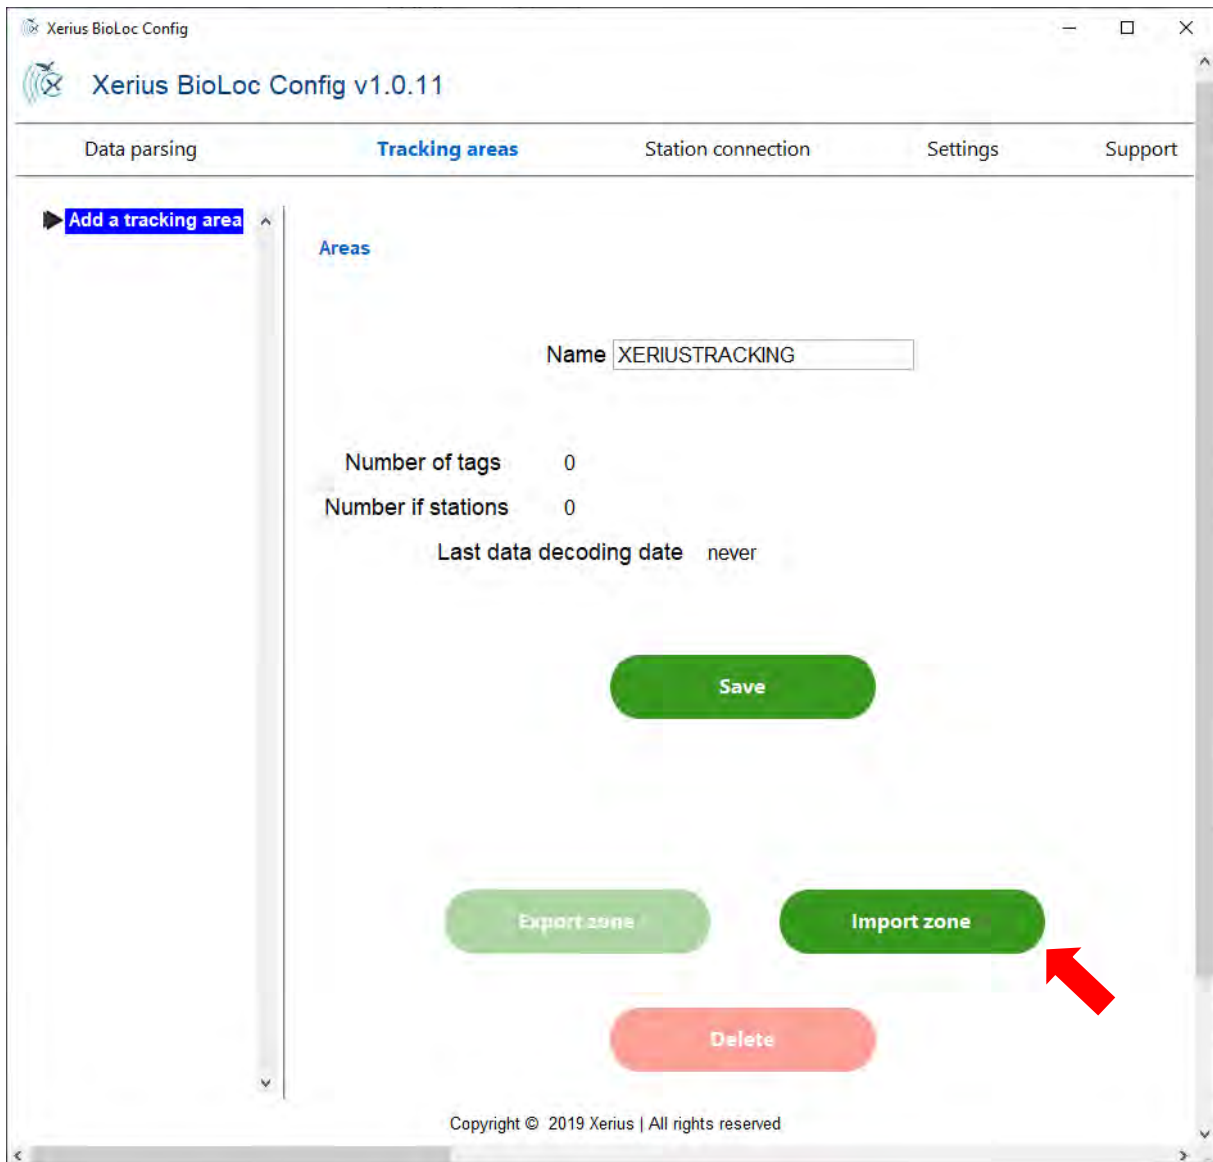 Xerius BioLoc Config
Xerius BioLoc Config v1.0.11
Data parsing Tracking areas Station connection Settings Support
Add a tracking area
Areas
Name XERIUSTRACKING
Number of tags 0
Number if stations 0
Last data decoding date never
Save
Export zone Import zone
Delete
Copyright © 2019 Xerius | All rights reserved